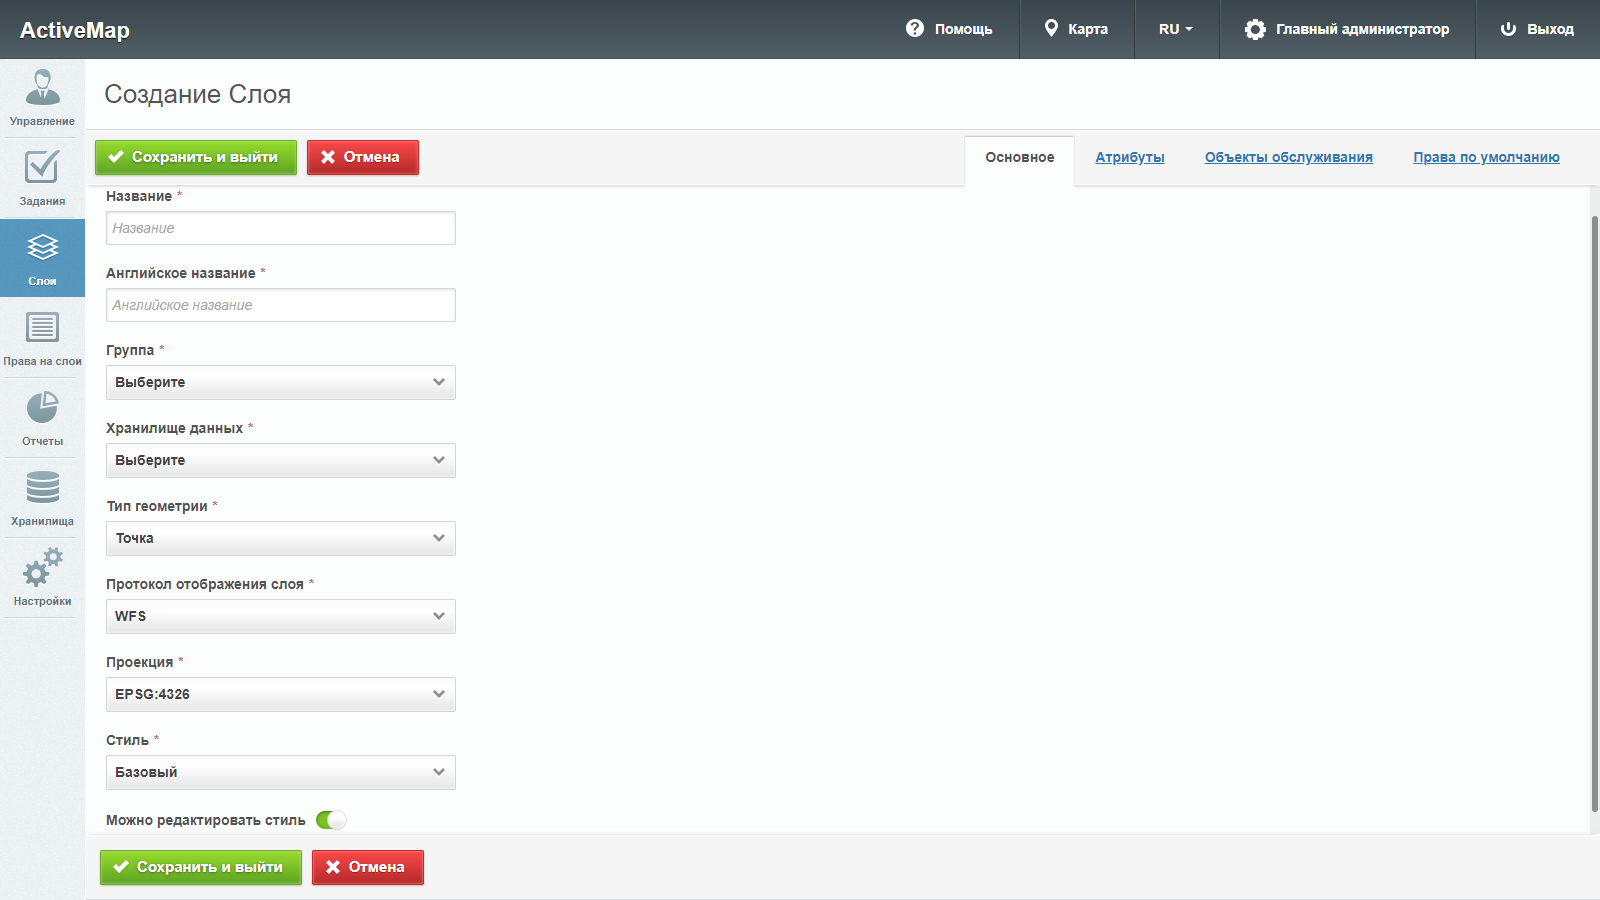 ActiveMap
Помощь
Карта
RU
Главный администратор
Выход
Управление
Задания
Слои
Права на слои
Отчеты
Хранилища
Настройки
Создание Слоя
Сохранить и выйти
Отмена
Основное
Атрибуты
Объекты обслуживания
Права по умолчанию
Название *
Название
Английское название *
Английское название
Группа *
Выберите
Хранилище данных *
Выберите
Тип геометрии *
Точка
Протокол отображения слоя *
WFS
Проекция *
EPSG:4326
Стиль *
Базовый
Можно редактировать стиль
Сохранить и выйти
Отмена